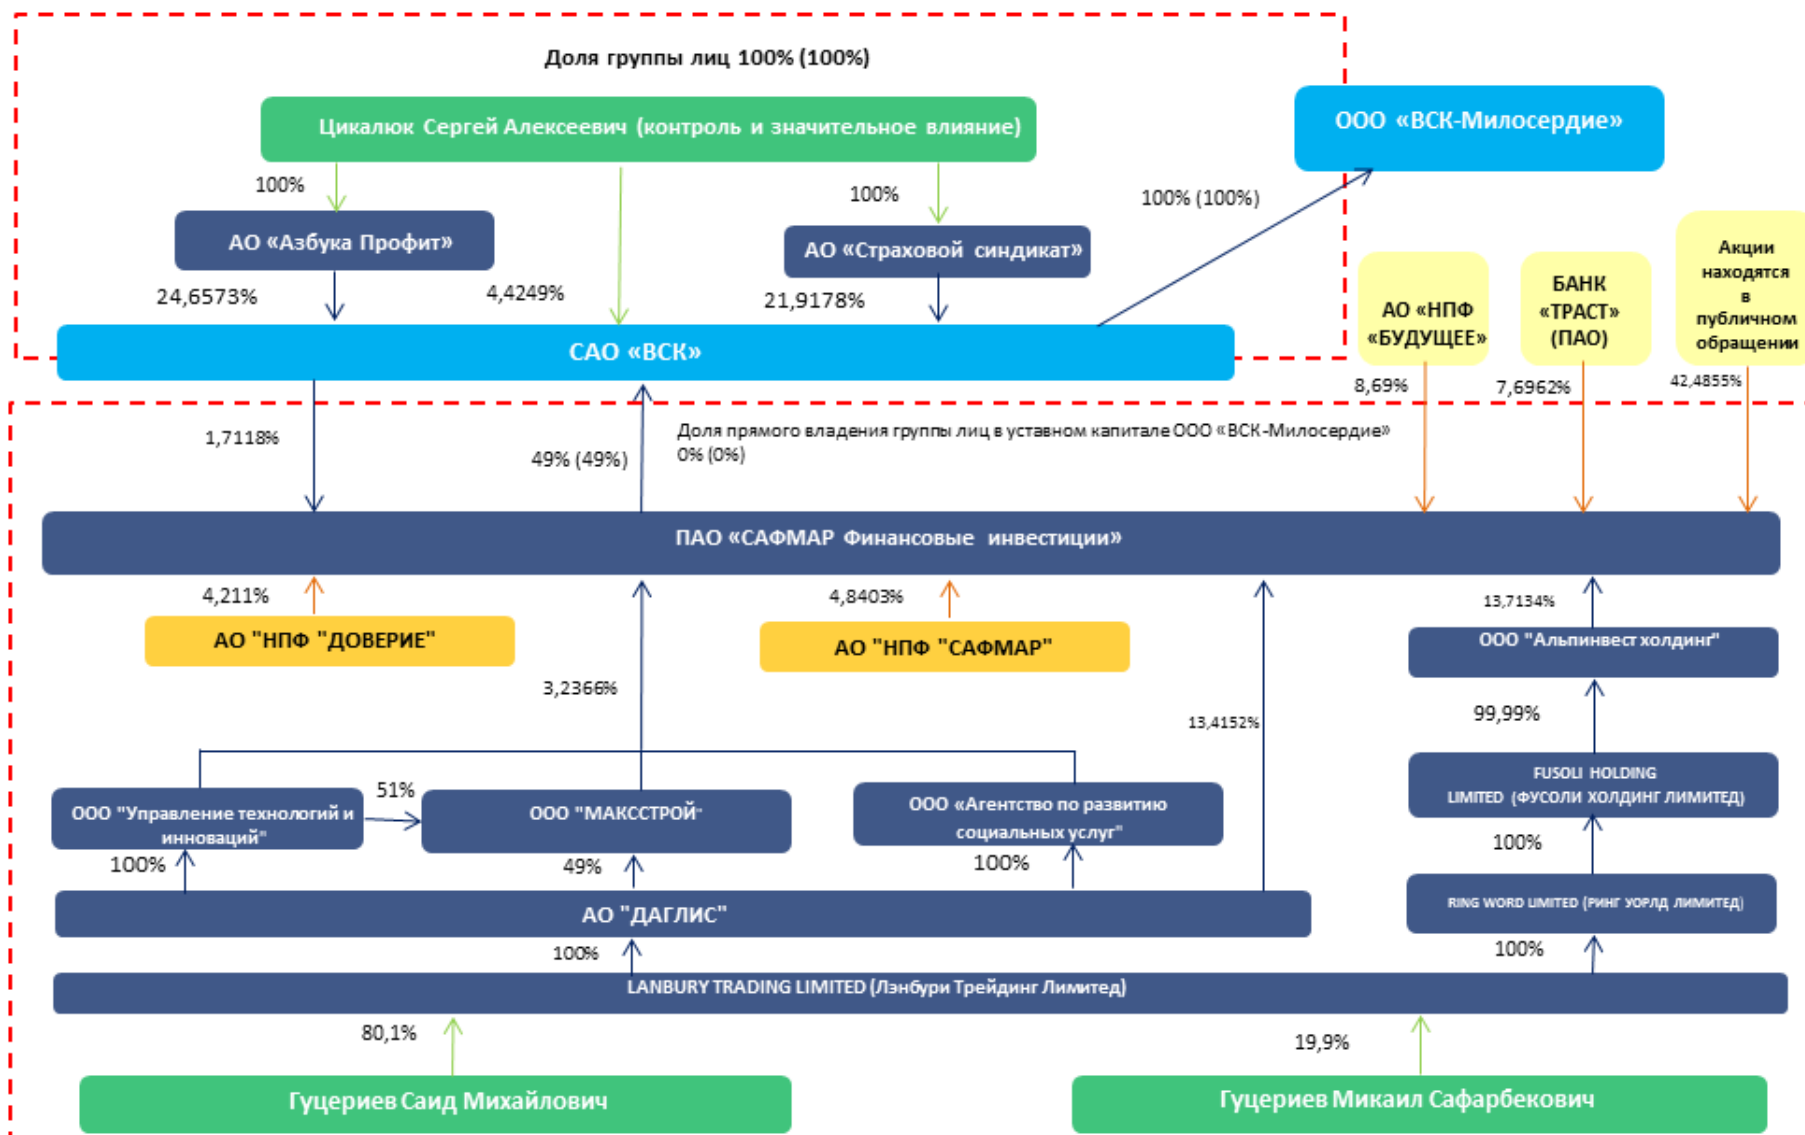 Доля группы лиц 100% (100%)
Цикалюк Сергей Алексеевич (контроль и значительное влияние)
ООО «ВСК-Милосердие»
100%
100%
100% (100%)
АО «Азбука Профит»
АО «Страховой синдикат»
24,6573%
4,4249%
21,9178%
АО «НПФ
«БУДУЩЕЕ»
БАНК
«ТРАСТ»
(ПАО)
Акции
находятся
в
публичном
обращении
САО «ВСК»
8,69%
7,6962%
42,4855%
1,7118%
49% (49%)
Доля прямого владения группы лиц в уставном капитале ООО «ВСК-Милосердие»
0% (0%)
ПАО «САФМАР Финансовые инвестиции»
4,211%
4,8403%
13,7134%
АО "НПФ "ДОВЕРИЕ"
АО "НПФ "САФМАР"
ООО "Альпинвест холдинг"
3,2366%
13,4152%
99,99%
ООО "Управление технологий и
инноваций"
51%
ООО "МАКССТРОЙ"
ООО «Агентство по развитию
социальных услуг"
FUSOLI HOLDING
LIMITED (ФУСОЛИ ХОЛДИНГ ЛИМИТЕД)
100%
49%
100%
100%
АО "ДАГЛИС"
RING WORD LIMITED (РИНГ УОРЛД ЛИМИТЕД)
100%
100%
LANBURY TRADING LIMITED (Лэнбури Трейдинг Лимитед)
80,1%
19,9%
Гуцериев Саид Михайлович
Гуцериев Микаил Сафарбекович